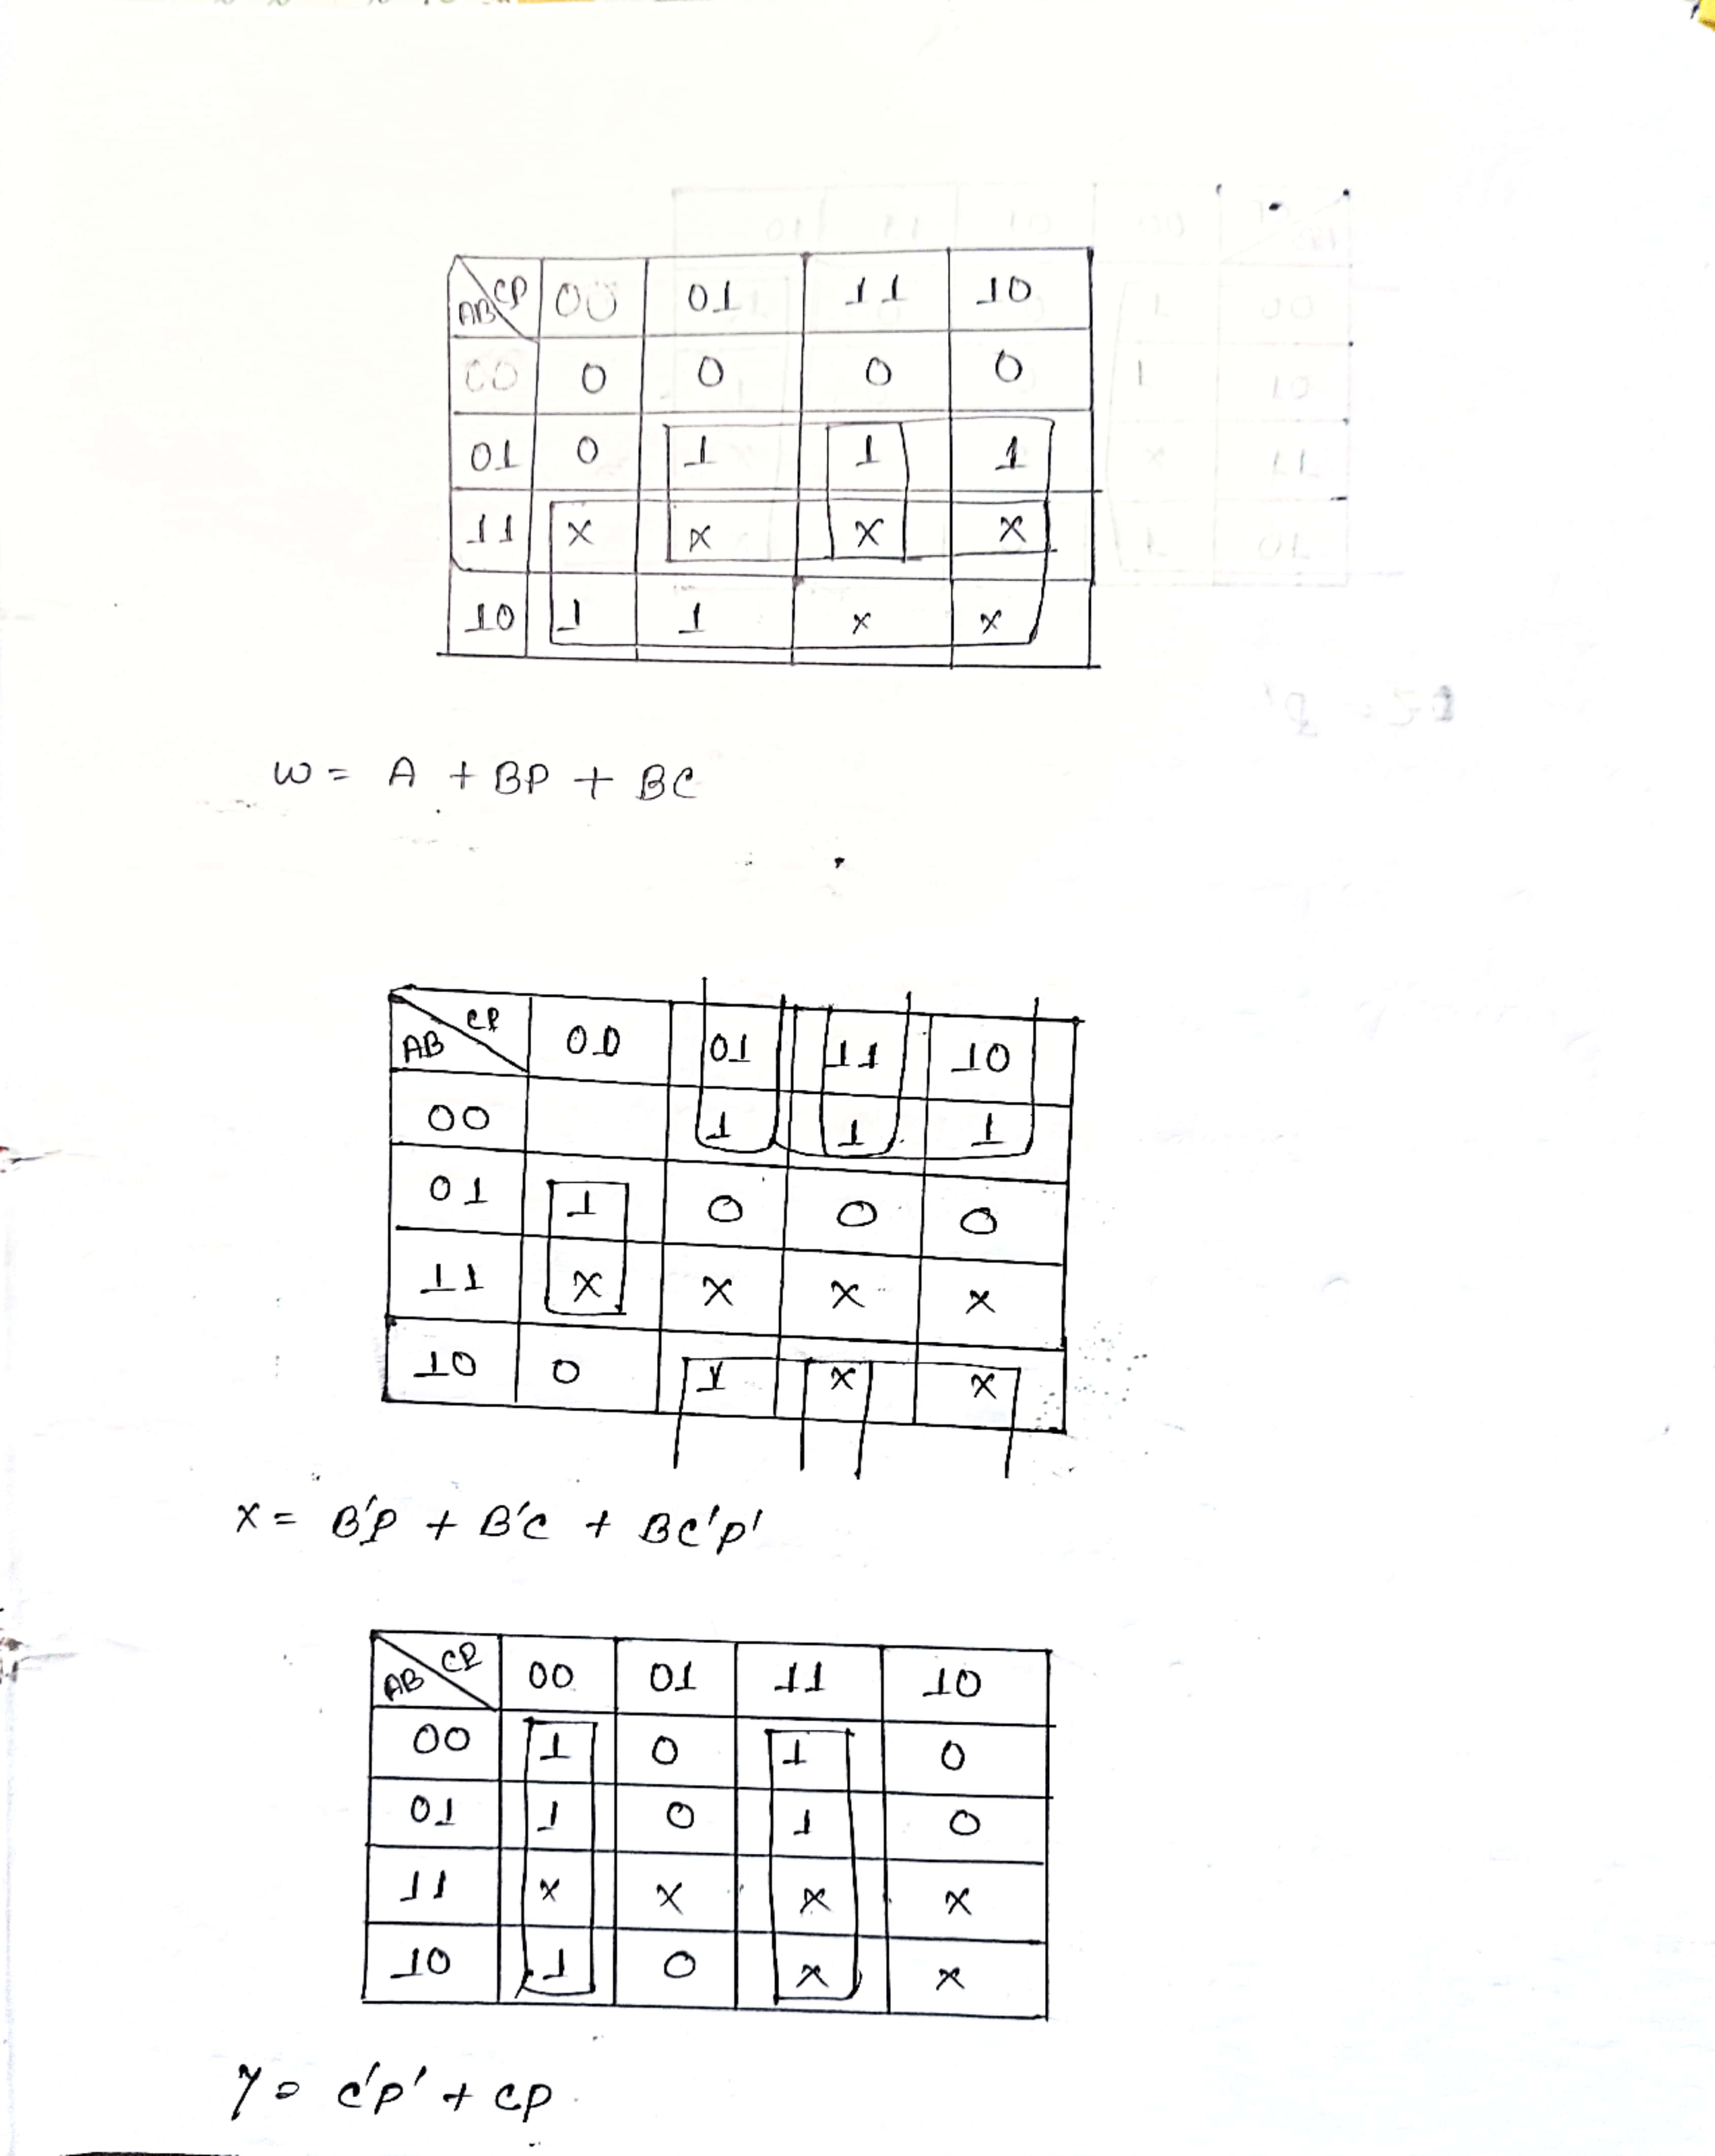 AB CP 00 01 11 10
00 0 0 0 0
01 0 1 1 1
11 X X X X
10 1 1 X X
W = A + BP + BC
AB CP 00 01 11 10
00 1 1 1
01 1 0 0 0
11 X X X X
10 0 1 X X
X = B'P + B'C + BC'P'
AB CP 00 01 11 10
00 1 0 1 0
01 1 0 1 0
11 X X X X
10 1 0 X X
Y = C'P' + CP